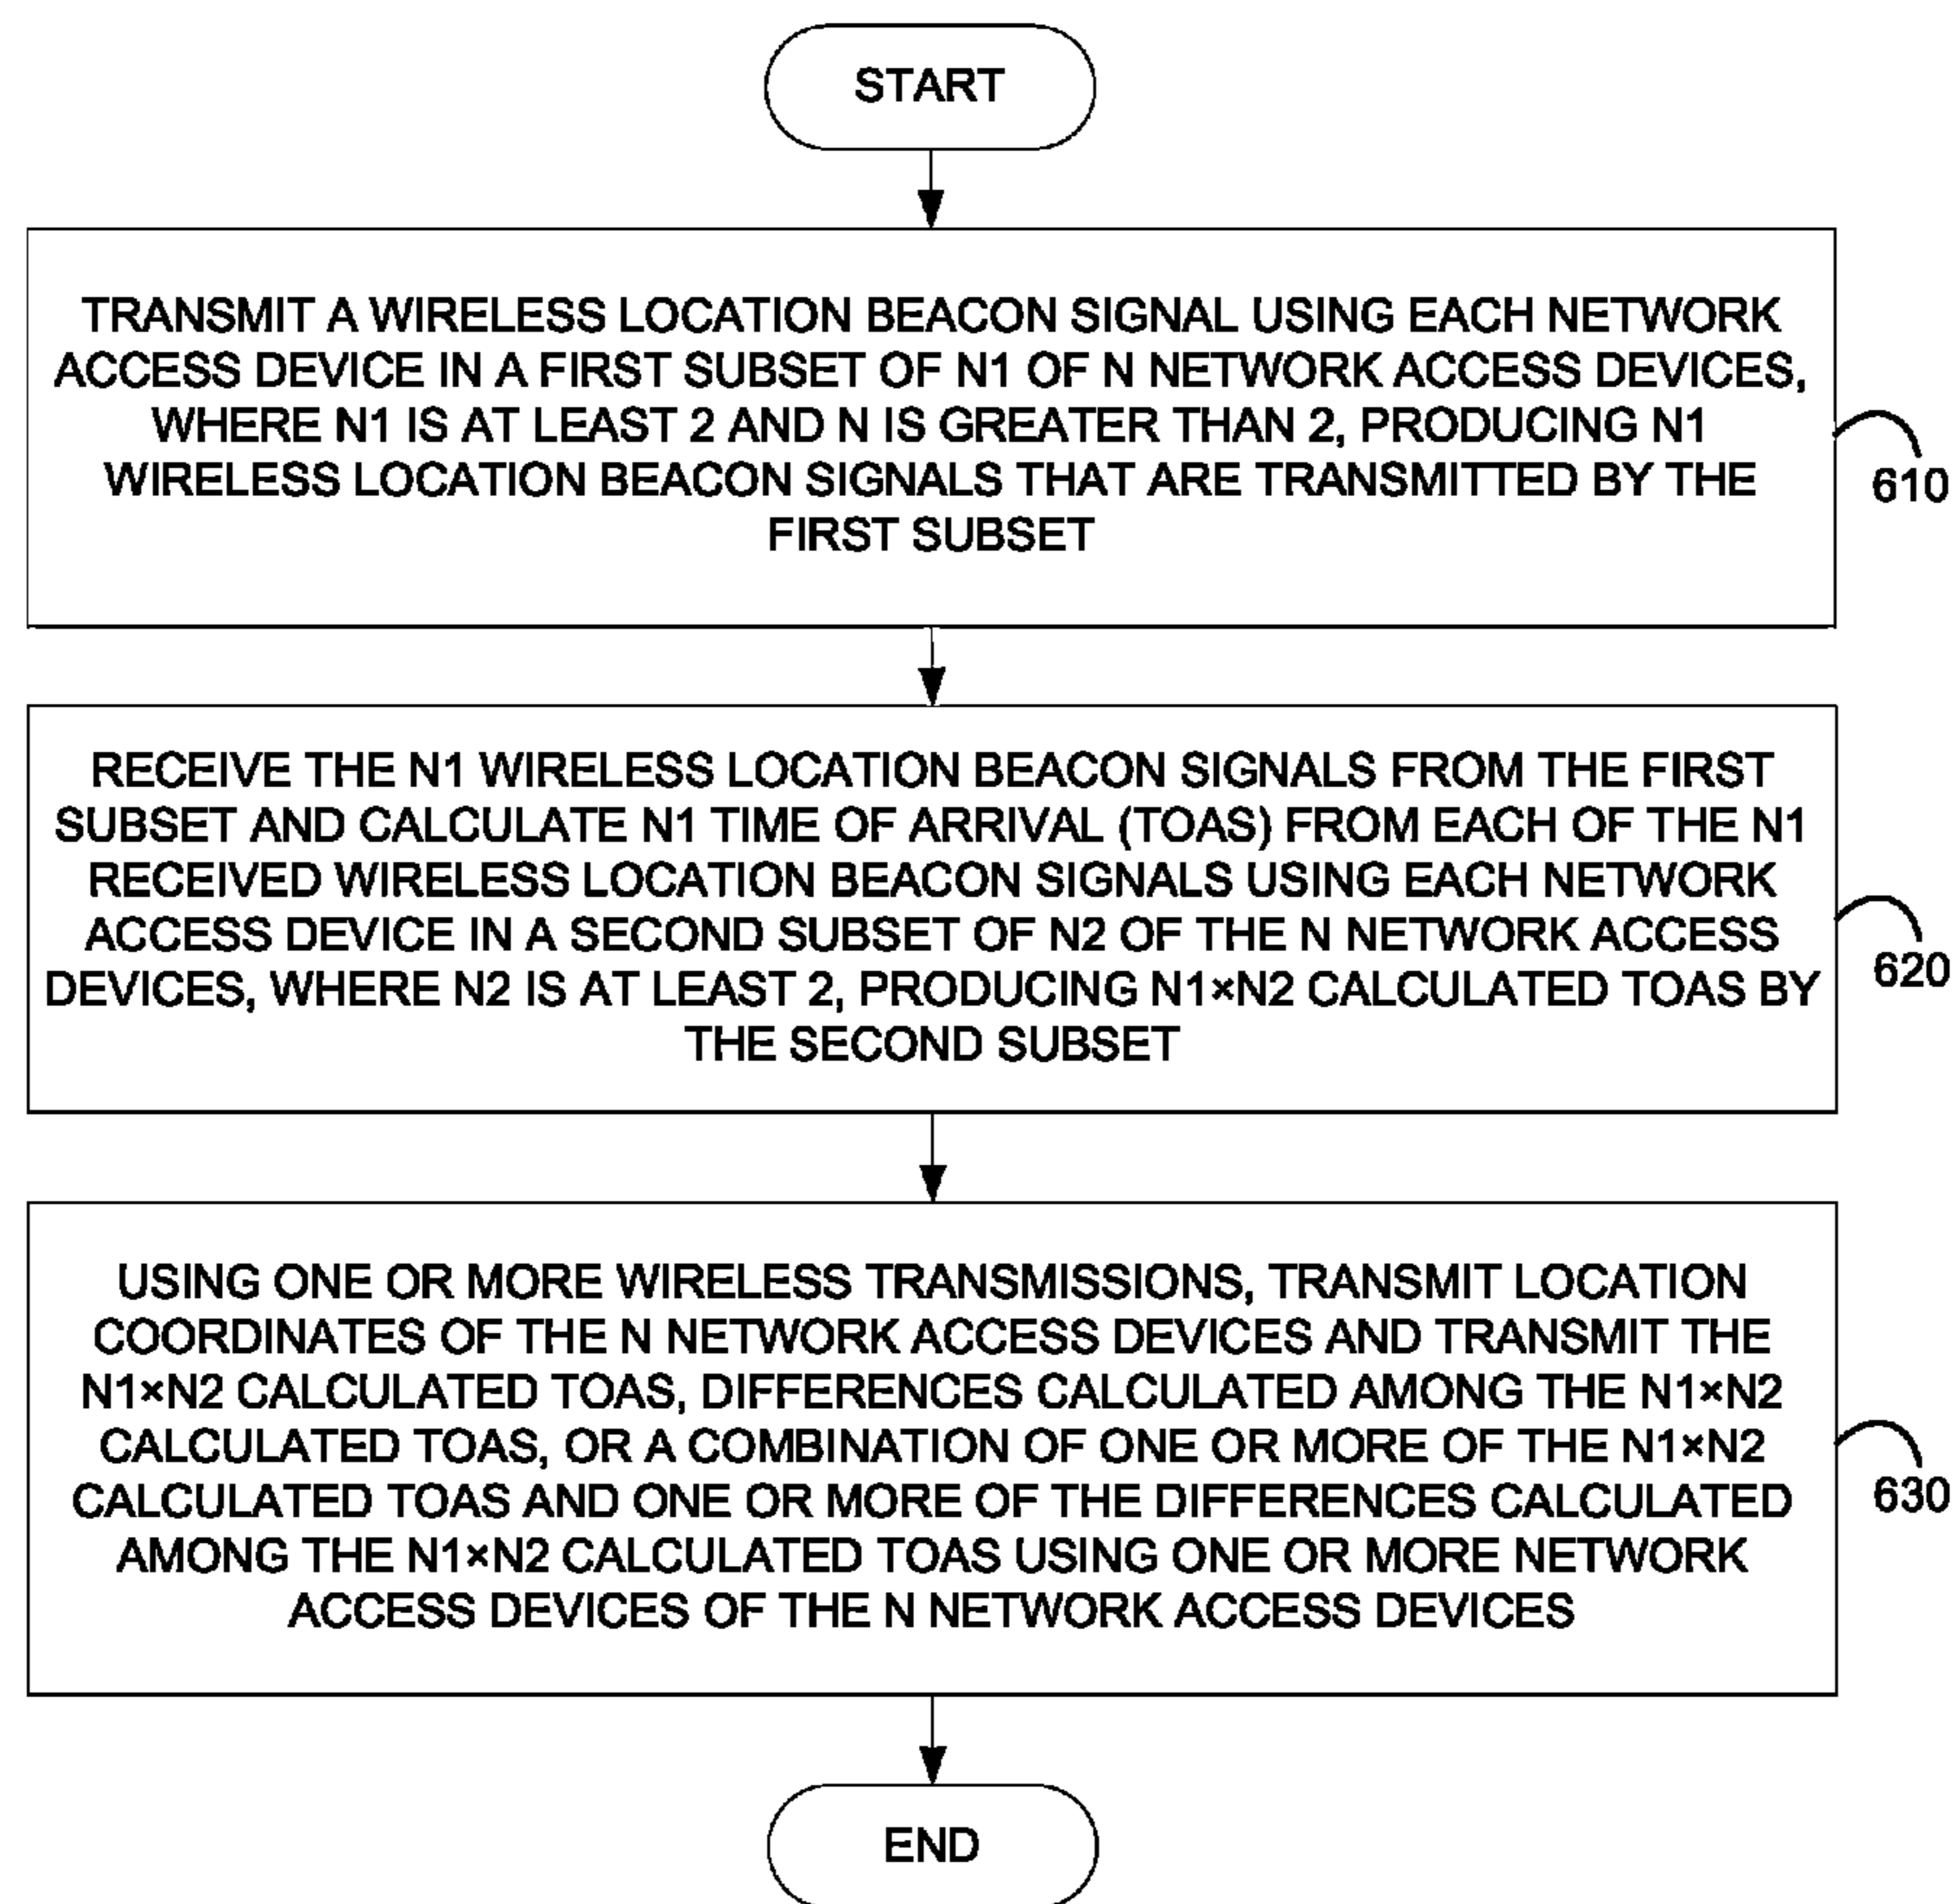 START
TRANSMIT A WIRELESS LOCATION BEACON SIGNAL USING EACH NETWORK
ACCESS DEVICE IN A FIRST SUBSET OF N1 OF N NETWORK ACCESS DEVICES,
WHERE N1 IS AT LEAST 2 AND N IS GREATER THAN 2, PRODUCING N1
WIRELESS LOCATION BEACON SIGNALS THAT ARE TRANSMITTED BY THE
FIRST SUBSET
610
RECEIVE THE N1 WIRELESS LOCATION BEACON SIGNALS FROM THE FIRST
SUBSET AND CALCULATE N1 TIME OF ARRIVAL (TOAS) FROM EACH OF THE N1
RECEIVED WIRELESS LOCATION BEACON SIGNALS USING EACH NETWORK
ACCESS DEVICE IN A SECOND SUBSET OF N2 OF THE N NETWORK ACCESS
DEVICES, WHERE N2 IS AT LEAST 2, PRODUCING N1×N2 CALCULATED TOAS BY
THE SECOND SUBSET
620
USING ONE OR MORE WIRELESS TRANSMISSIONS, TRANSMIT LOCATION
COORDINATES OF THE N NETWORK ACCESS DEVICES AND TRANSMIT THE
N1×N2 CALCULATED TOAS, DIFFERENCES CALCULATED AMONG THE N1×N2
CALCULATED TOAS, OR A COMBINATION OF ONE OR MORE OF THE N1×N2
CALCULATED TOAS AND ONE OR MORE OF THE DIFFERENCES CALCULATED
AMONG THE N1×N2 CALCULATED TOAS USING ONE OR MORE NETWORK
ACCESS DEVICES OF THE N NETWORK ACCESS DEVICES
630
END